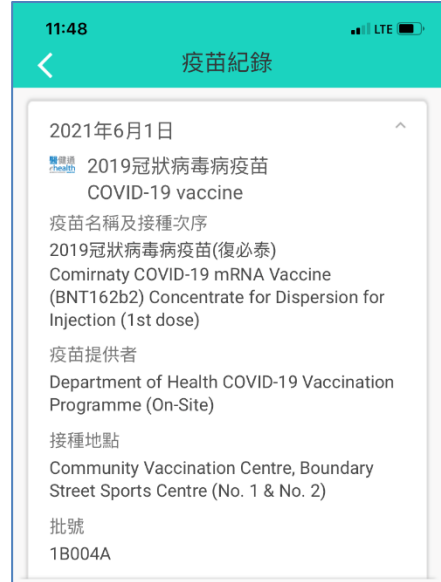 11:48
LTE
疫苗紀錄
2021年6月1日
醫健通
eHealth
2019冠狀病毒病疫苗
COVID-19 vaccine
疫苗名稱及接種次序
2019冠狀病毒病疫苗(復必泰)
Comirnaty COVID-19 mRNA Vaccine
(BNT162b2) Concentrate for Dispersion for
Injection (1st dose)
疫苗提供者
Department of Health COVID-19 Vaccination
Programme (On-Site)
接種地點
Community Vaccination Centre, Boundary
Street Sports Centre (No. 1 & No. 2)
批號
1B004A